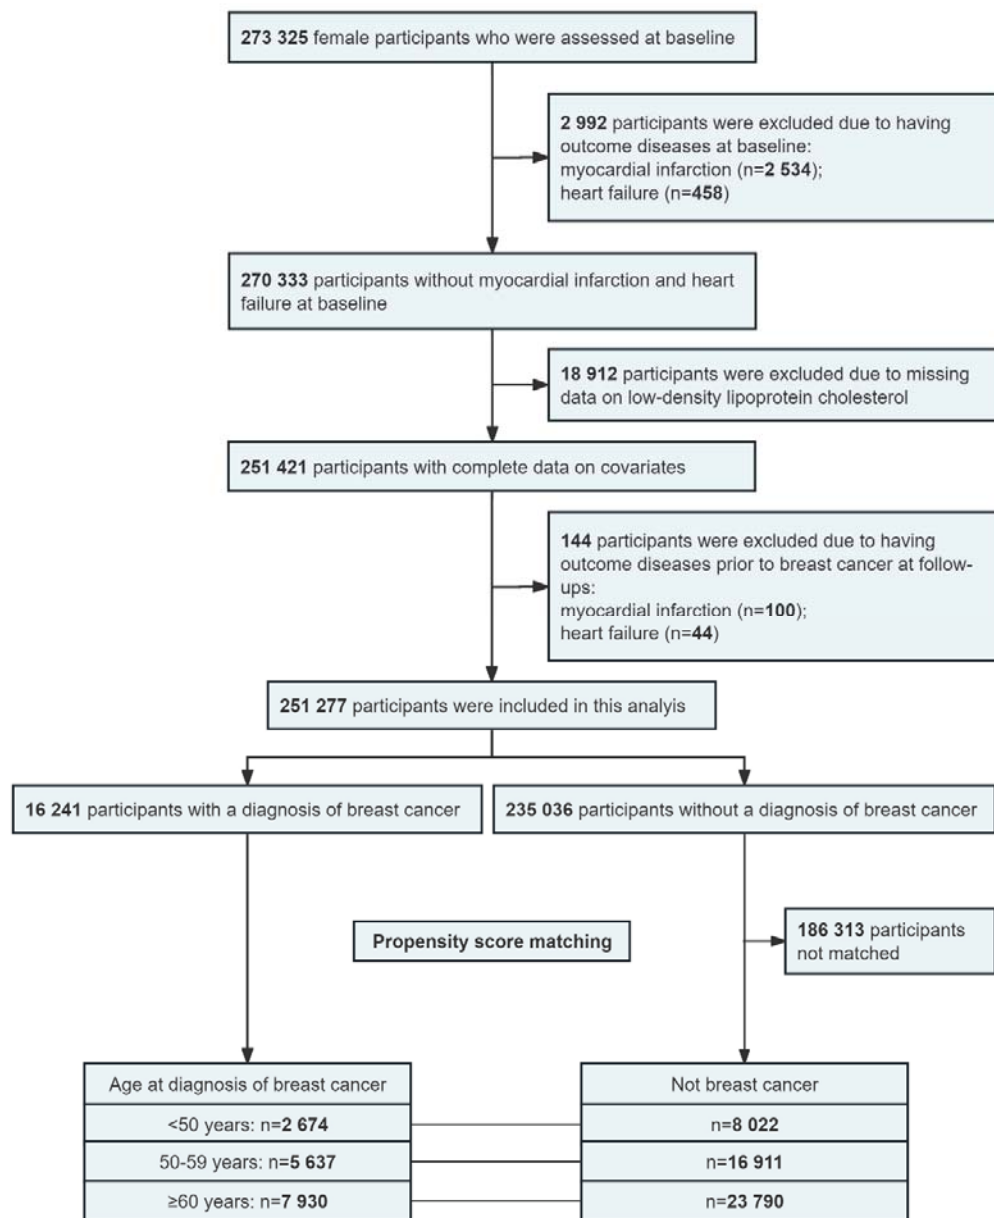 273 325 female participants who were assessed at baseline
2 992 participants were excluded due to having
outcome diseases at baseline:
myocardial infarction (n=2 534);
heart failure (n=458)
270 333 participants without myocardial infarction and heart
failure at baseline
18 912 participants were excluded due to missing
data on low-density lipoprotein cholesterol
251 421 participants with complete data on covariates
144 participants were excluded due to having
outcome diseases prior to breast cancer at follow-
ups:
myocardial infarction (n=100);
heart failure (n=44)
251 277 participants were included in this analyis
16 241 participants with a diagnosis of breast cancer
235 036 participants without a diagnosis of breast cancer
186 313 participants
not matched
Propensity score matching
Age at diagnosis of breast cancer
Not breast cancer
<50 years: n=2 674
n=8 022
50-59 years: n=5 637
n=16 911
≥60 years: n=7 930
n=23 790